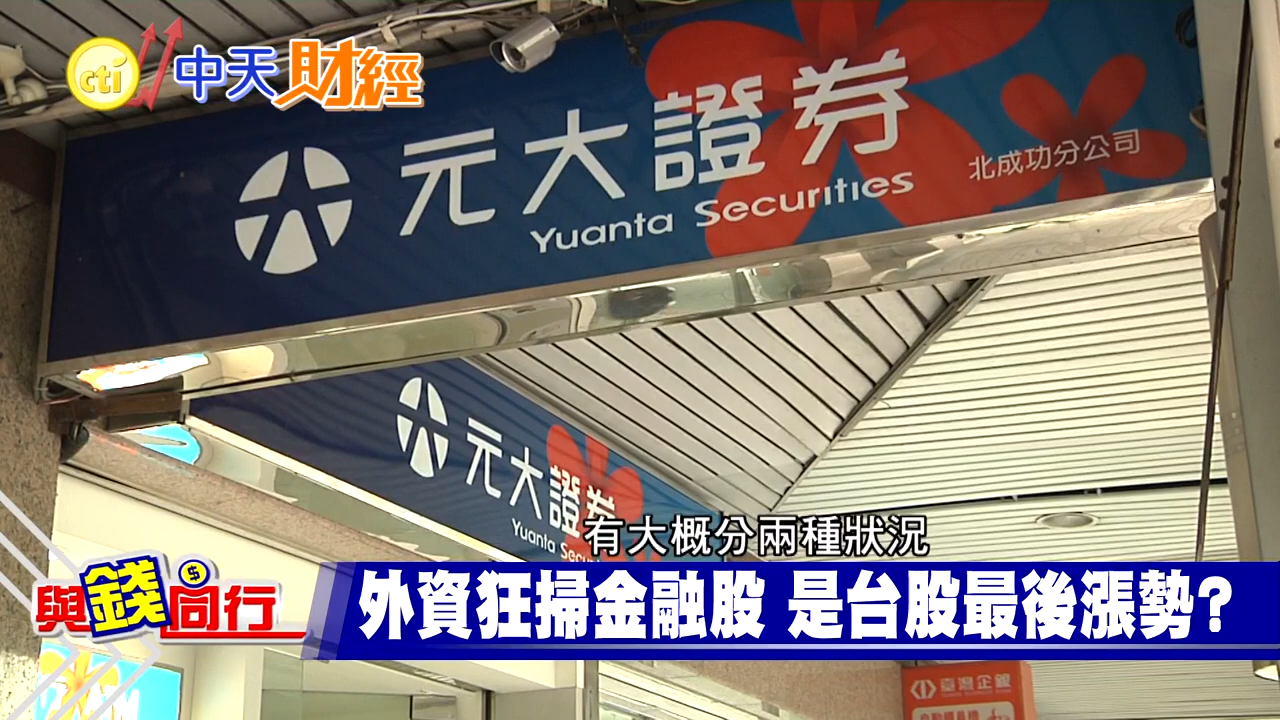 cti 中天財經
元大證券
Yuanta Securities
北成功分公司
元大證券
Yuanta
有大概分兩種狀況
與錢同行
外資狂掃金融股 是台股最後漲勢?
臺灣企銀